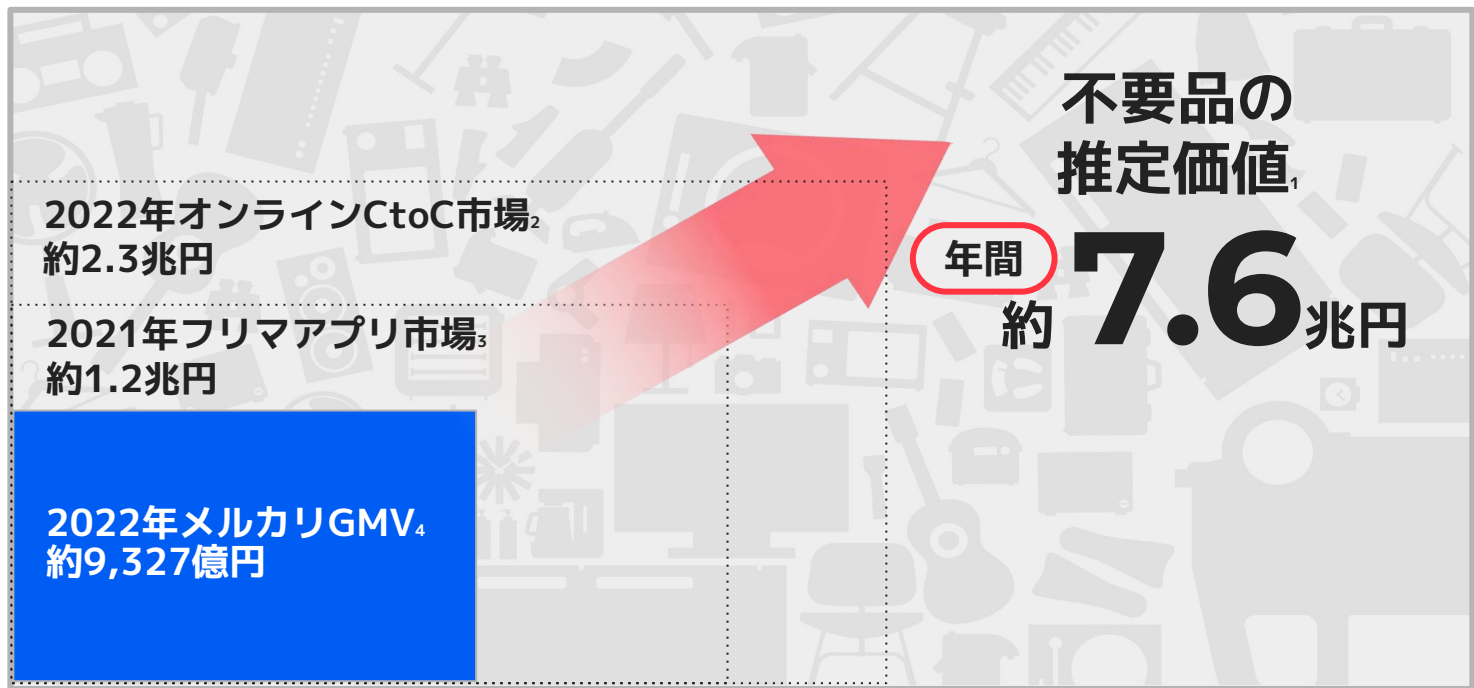 不要品の
推定価値1
年間
約7.6兆円
2022年オンラインCtoC市場2
約2.3兆円
2021年フリマアプリ市場3
約1.2兆円
2022年メルカリGMV4
約9,327億円